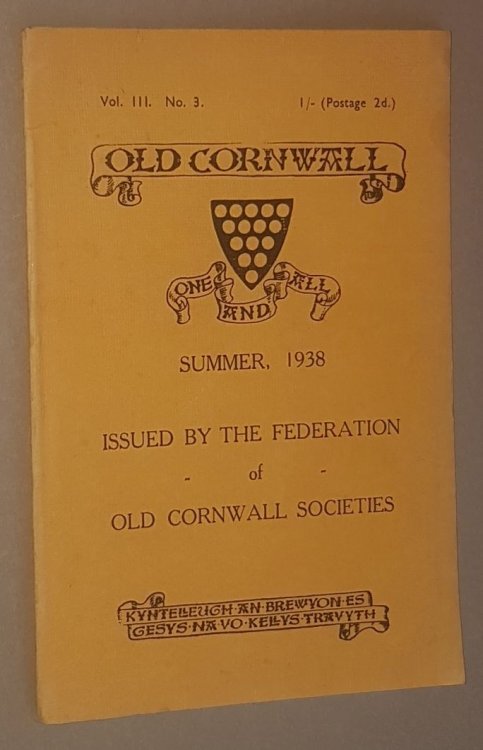 Vol. III. No. 3. 1/- (Postage 2d.)
OLD CORNWALL
ONE AND ALL
SUMMER, 1938
ISSUED BY THE FEDERATION
- of -
OLD CORNWALL SOCIETIES
KYNTELLEUGH·AN·BREWYON·ES
GESYS·NA·VO·KELLYS·TRAVYTH